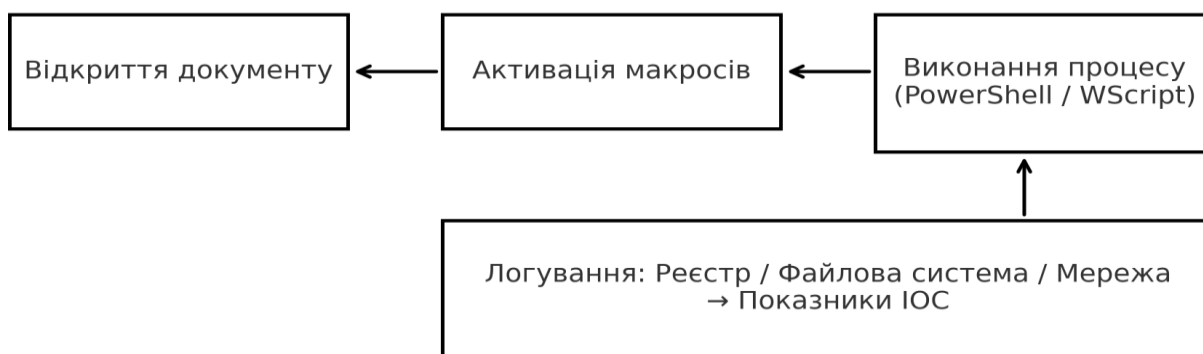 Відкриття документу
Активація макросів
Виконання процесу
(PowerShell / WScript)
Логування: Реєстр / Файлова система / Мережа
→ Показники IOC